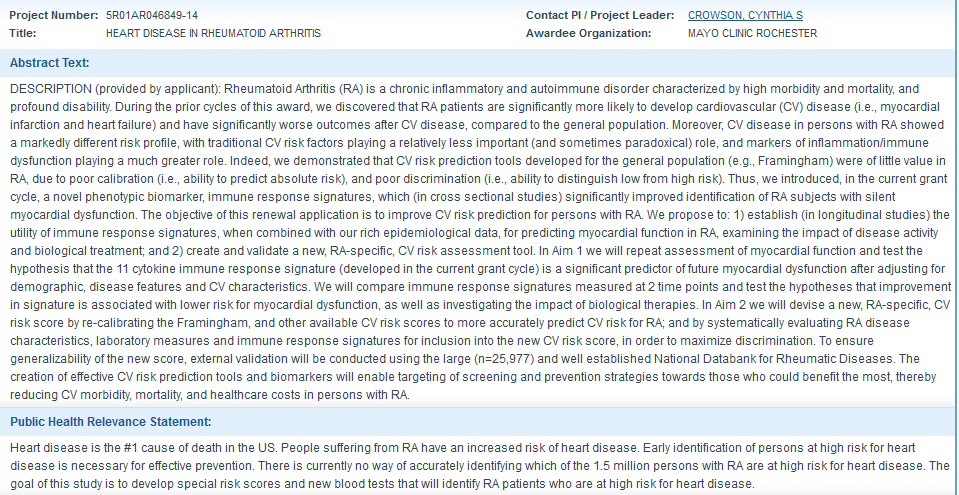 Project Number: 5R01AR046849-14 Contact PI / Project Leader: CROWSON, CYNTHIA S
Title: HEART DISEASE IN RHEUMATOID ARTHRITIS Awardee Organization: MAYO CLINIC ROCHESTER
Abstract Text:
DESCRIPTION (provided by applicant): Rheumatoid Arthritis (RA) is a chronic inflammatory and autoimmune disorder characterized by high morbidity and mortality, and
profound disability. During the prior cycles of this award, we discovered that RA patients are significantly more likely to develop cardiovascular (CV) disease (i.e., myocardial
infarction and heart failure) and have significantly worse outcomes after CV disease, compared to the general population. Moreover, CV disease in persons with RA showed
a markedly different risk profile, with traditional CV risk factors playing a relatively less important (and sometimes paradoxical) role, and markers of inflammation/immune
dysfunction playing a much greater role. Indeed, we demonstrated that CV risk prediction tools developed for the general population (e.g., Framingham) were of little value in
RA, due to poor calibration (i.e., ability to predict absolute risk), and poor discrimination (i.e., ability to distinguish low from high risk). Thus, we introduced, in the current grant
cycle, a novel phenotypic biomarker, immune response signatures, which (in cross sectional studies) significantly improved identification of RA subjects with silent
myocardial dysfunction. The objective of this renewal application is to improve CV risk prediction for persons with RA. We propose to: 1) establish (in longitudinal studies) the
utility of immune response signatures, when combined with our rich epidemiological data, for predicting myocardial function in RA, examining the impact of disease activity
and biological treatment; and 2) create and validate a new, RA-specific, CV risk assessment tool. In Aim 1 we will repeat assessment of myocardial function and test the
hypothesis that the 11 cytokine immune response signature (developed in the current grant cycle) is a significant predictor of future myocardial dysfunction after adjusting for
demographic, disease features and CV characteristics. We will compare immune response signatures measured at 2 time points and test the hypotheses that improvement
in signature is associated with lower risk for myocardial dysfunction, as well as investigating the impact of biological therapies. In Aim 2 we will devise a new, RA-specific, CV
risk score by re-calibrating the Framingham, and other available CV risk scores to more accurately predict CV risk for RA; and by systematically evaluating RA disease
characteristics, laboratory measures and immune response signatures for inclusion into the new CV risk score, in order to maximize discrimination. To ensure
generalizability of the new score, external validation will be conducted using the large (n=25,977) and well established National Databank for Rheumatic Diseases. The
creation of effective CV risk prediction tools and biomarkers will enable targeting of screening and prevention strategies towards those who could benefit the most, thereby
reducing CV morbidity, mortality, and healthcare costs in persons with RA.
Public Health Relevance Statement:
Heart disease is the #1 cause of death in the US. People suffering from RA have an increased risk of heart disease. Early identification of persons at high risk for heart
disease is necessary for effective prevention. There is currently no way of accurately identifying which of the 1.5 million persons with RA are at high risk for heart disease. The
goal of this study is to develop special risk scores and new blood tests that will identify RA patients who are at high risk for heart disease.